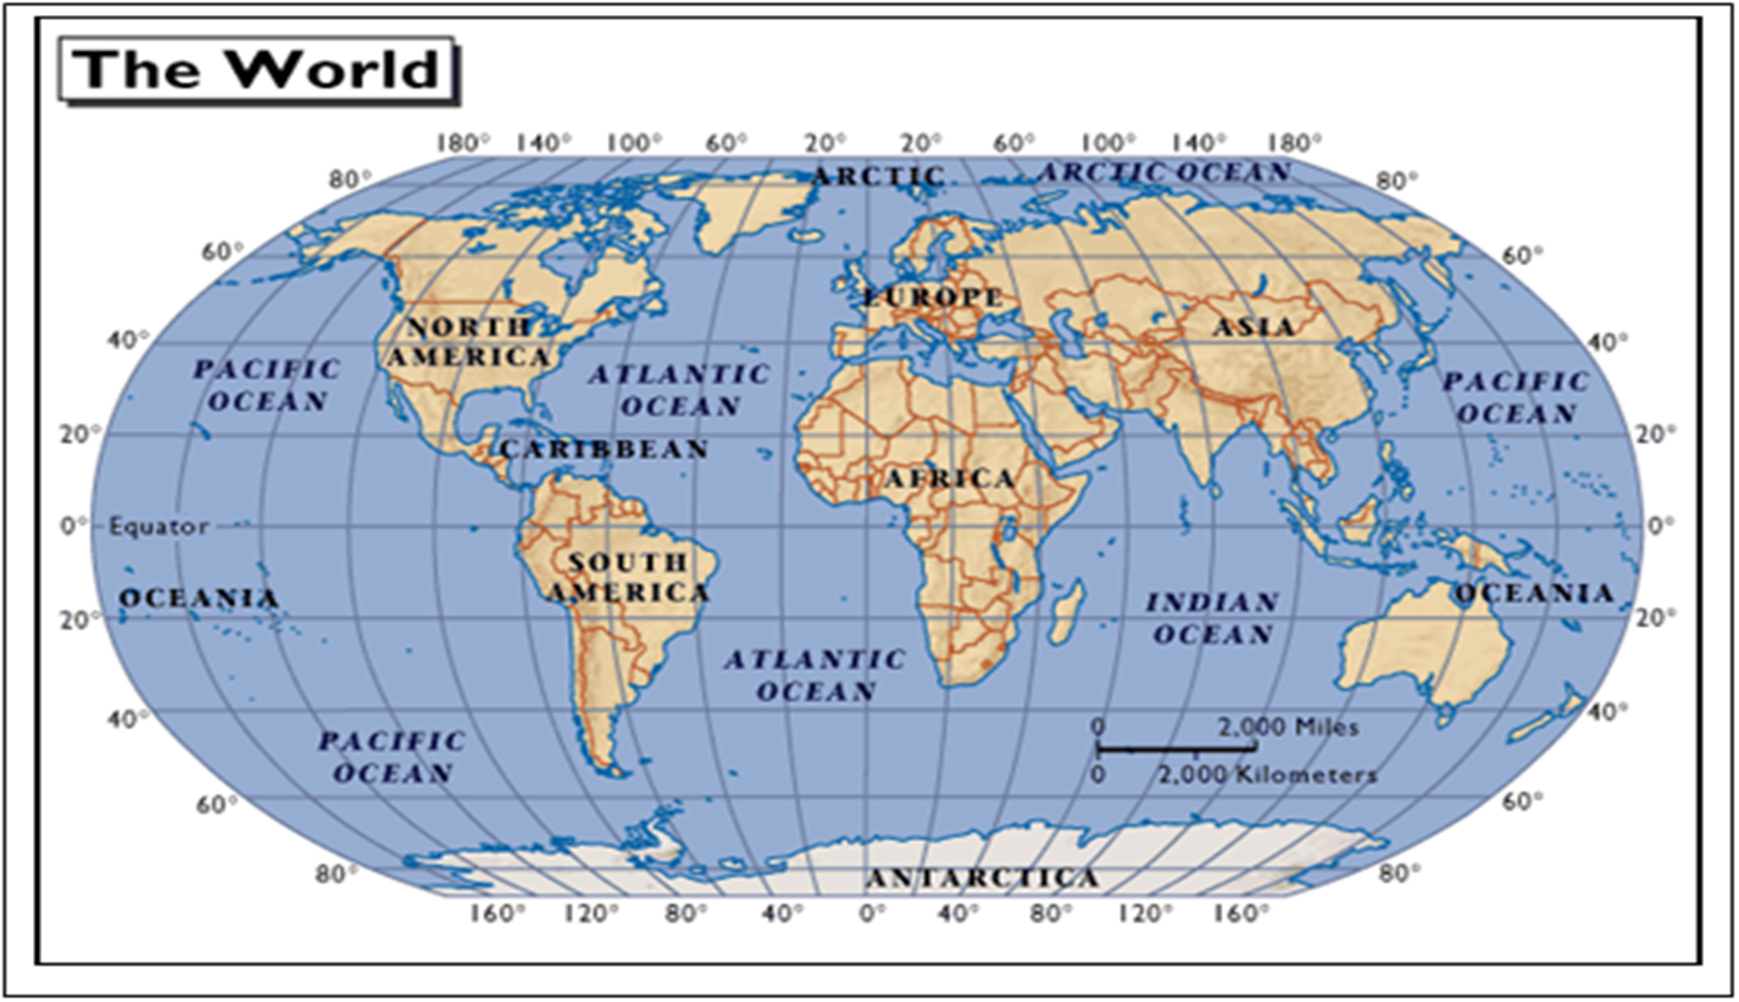 The World
180° 140° 100° 60° 20° 20° 60° 100° 140° 180°
80° ARCTIC ARCTIC OCEAN 80°
60° 60°
EUROPE
NORTH
AMERICA
ASIA
40° 40°
PACIFIC
OCEAN
ATLANTIC
OCEAN
PACIFIC
OCEAN
20° 20°
CARIBBEAN
AFRICA
0° Equator 0°
SOUTH
AMERICA
OCEANIA
INDIAN
OCEAN
OCEANIA
20° 20°
ATLANTIC
OCEAN
40° 40°
PACIFIC
OCEAN
0 2,000 Miles
0 2,000 Kilometers
60° 60°
80° ANTARCTICA 80°
160° 120° 80° 40° 0° 40° 80° 120° 160°